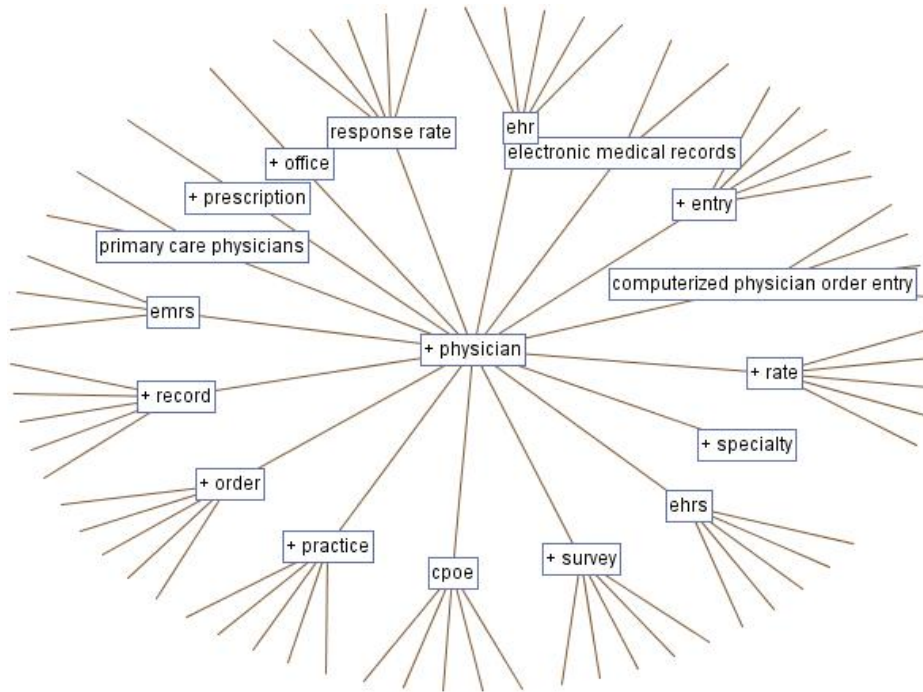 ehr
response rate
electronic medical records
+ office
+ prescription
+ entry
primary care physicians
computerized physician order entry
emrs
+ physician
+ rate
+ record
+ specialty
+ order
ehrs
+ practice
+ survey
cpoe